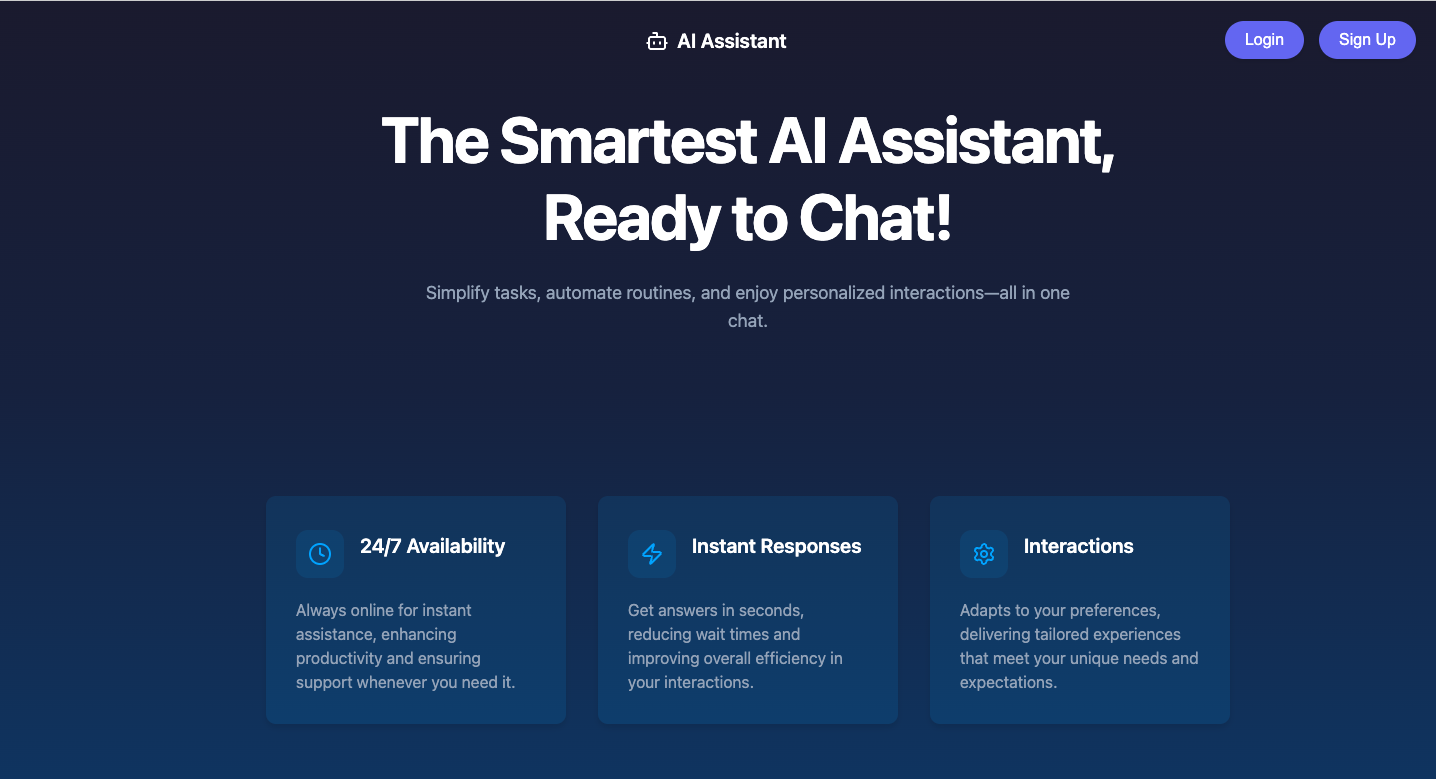 AI Assistant
Login
Sign Up
The Smartest AI Assistant,
Ready to Chat!
Simplify tasks, automate routines, and enjoy personalized interactions—all in one
chat.
24/7 Availability
Always online for instant
assistance, enhancing
productivity and ensuring
support whenever you need it.
Instant Responses
Get answers in seconds,
reducing wait times and
improving overall efficiency in
your interactions.
Interactions
Adapts to your preferences,
delivering tailored experiences
that meet your unique needs and
expectations.